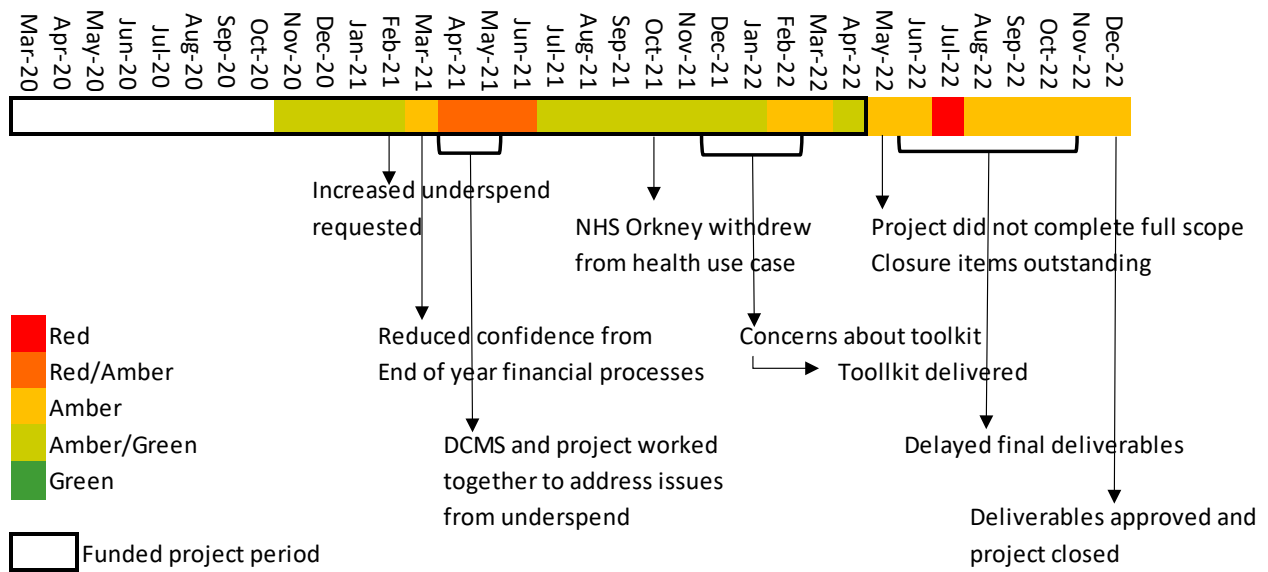 Mar-20
Apr-20
May-20
Jun-20
Jul-20
Aug-20
Sep-20
Oct-20
Nov-20
Dec-20
Jan-21
Feb-21
Mar-21
Apr-21
May-21
Jun-21
Jul-21
Aug-21
Sep-21
Oct-21
Nov-21
Dec-21
Jan-22
Feb-22
Mar-22
Apr-22
May-22
Jun-22
Jul-22
Aug-22
Sep-22
Oct-22
Nov-22
Dec-22
Increased underspend
requested
NHS Orkney withdrew
from health use case
Project did not complete full scope
Closure items outstanding
Reduced confidence from
End of year financial processes
Concerns about toolkit
Toollkit delivered
DCMS and project worked
together to address issues
from underspend
Delayed final deliverables
Deliverables approved and
project closed
Red
Red/Amber
Amber
Amber/Green
Green
Funded project period